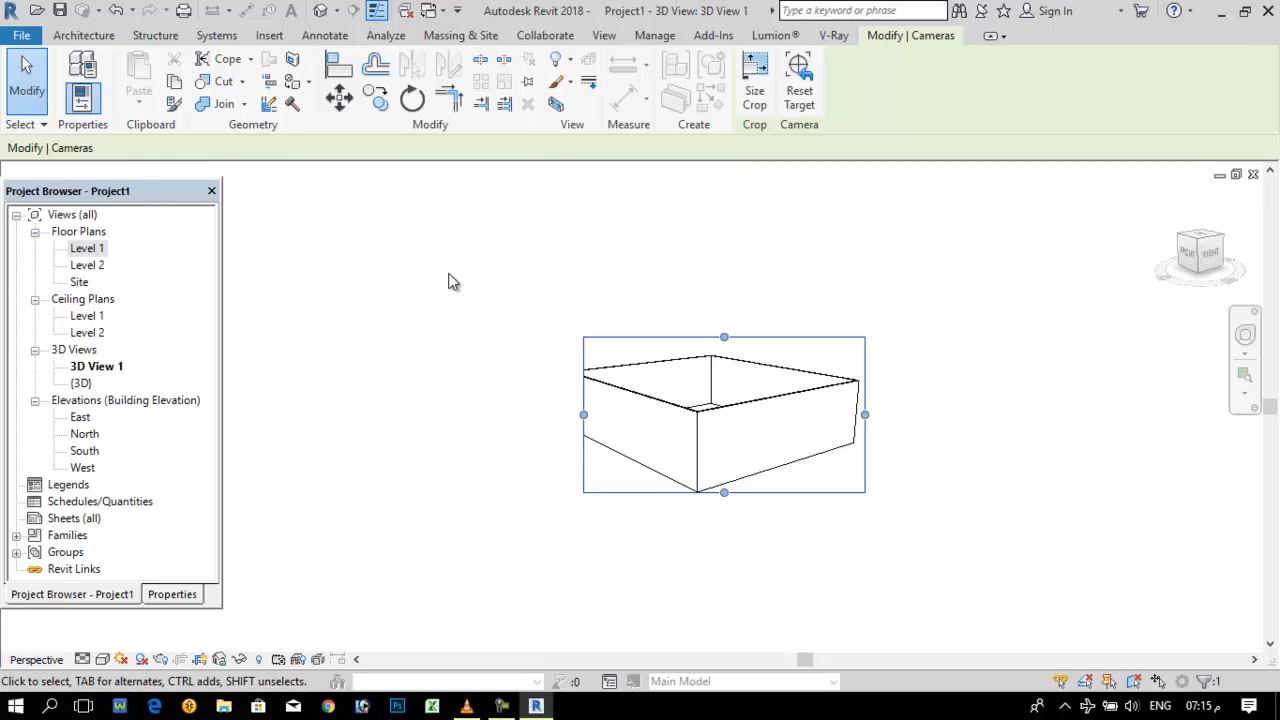 Autodesk Revit 2018 - Project1 - 3D View: 3D View 1
Type a keyword or phrase
Sign In
File Architecture Structure Systems Insert Annotate Analyze Massing & Site Collaborate View Manage Add-Ins Lumion® V-Ray Modify | Cameras
Modify
Paste
Cope
Cut
Join
Size
Crop
Reset
Target
Select Properties Clipboard Geometry Modify View Measure Create Crop Camera
Modify | Cameras
Project Browser - Project1
Views (all)
Floor Plans
Level 1
Level 2
Site
Ceiling Plans
Level 1
Level 2
3D Views
3D View 1
{3D}
Elevations (Building Elevation)
East
North
South
West
Legends
Schedules/Quantities
Sheets (all)
Families
Groups
Revit Links
Project Browser - Project1
Properties
RIGHT
Perspective
Click to select, TAB for alternates, CTRL adds, SHIFT unselects.
:0
Main Model
:1
07:15 م